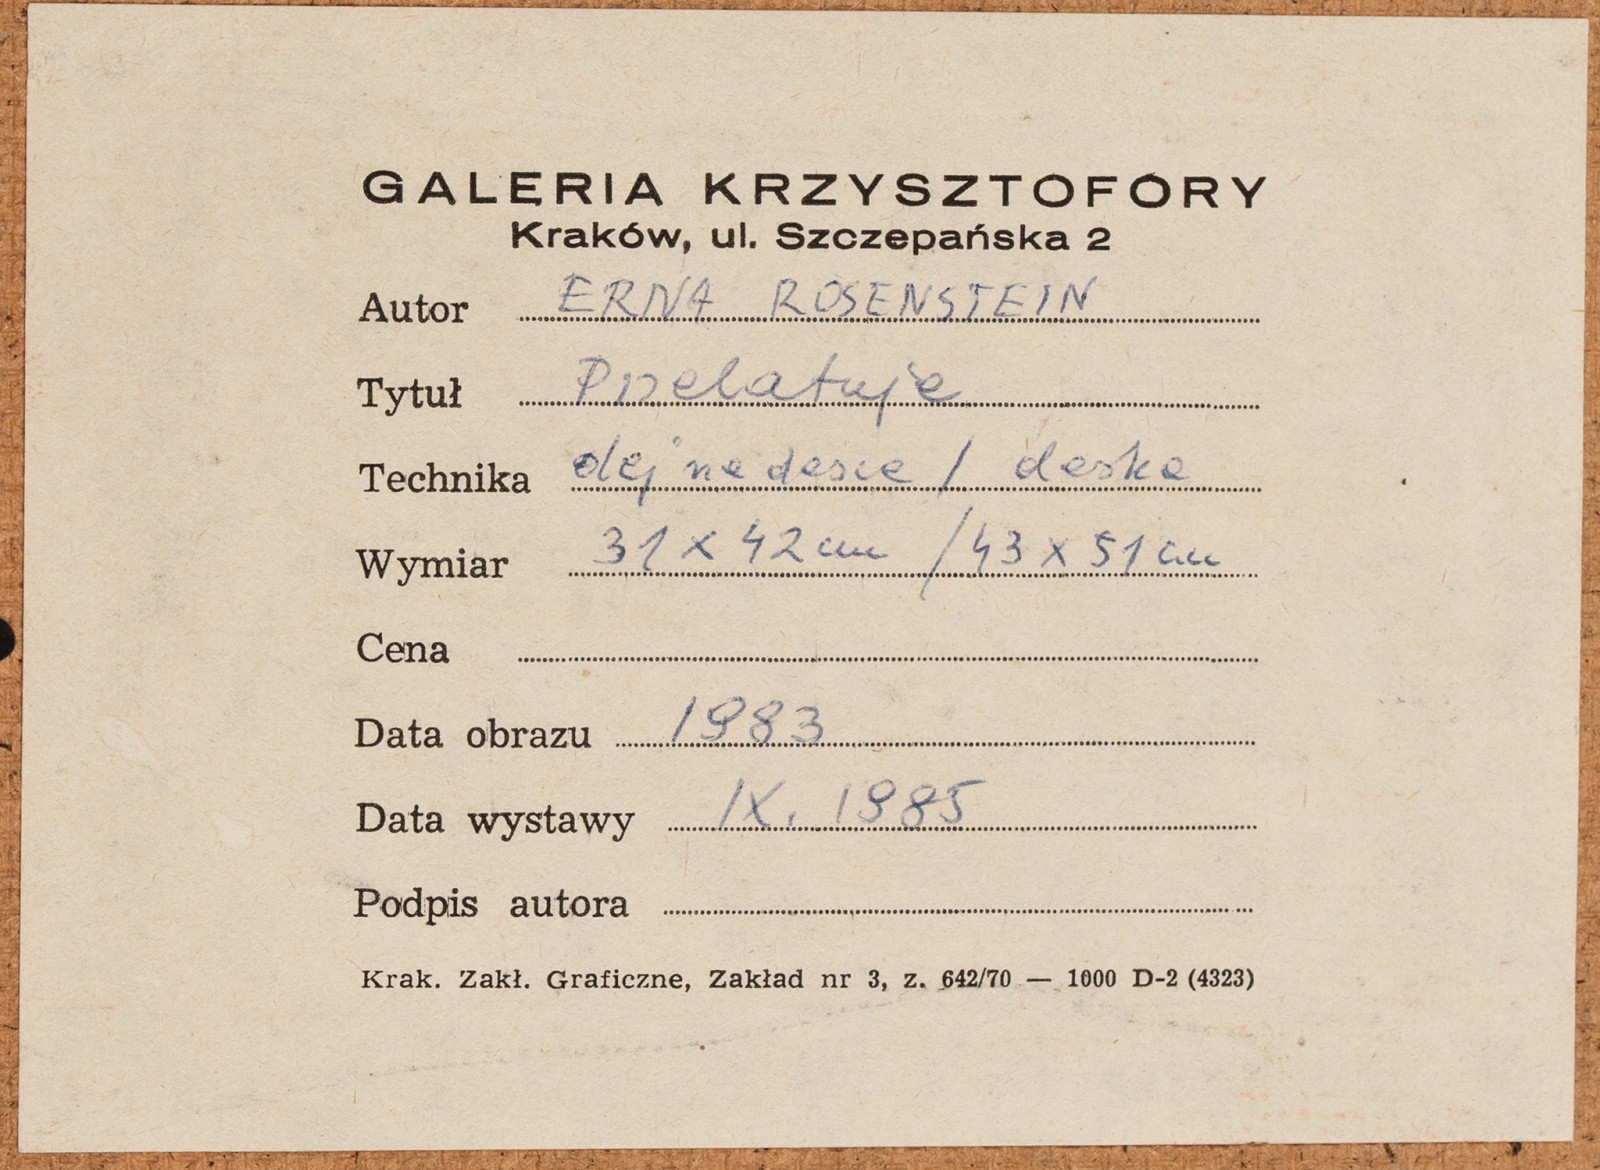 GALERIA KRZYSZTOFORY
Kraków, ul. Szczepańska 2
Autor ERNA ROSENSTEIN
Tytuł Przelatuje
Technika olej na desce / deska
Wymiar 31 x 42 cm / 43 x 51 cm
Cena
Data obrazu 1983
Data wystawy IX. 1985
Podpis autora
Krak. Zakł. Graficzne, Zakład nr 3, z. 642/70 — 1000 D-2 (4323)